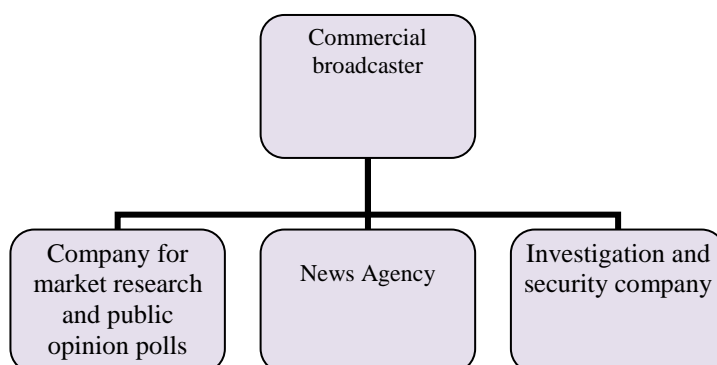 Commercial
broadcaster
Company for
market research
and public
opinion polls
News Agency
Investigation and
security company